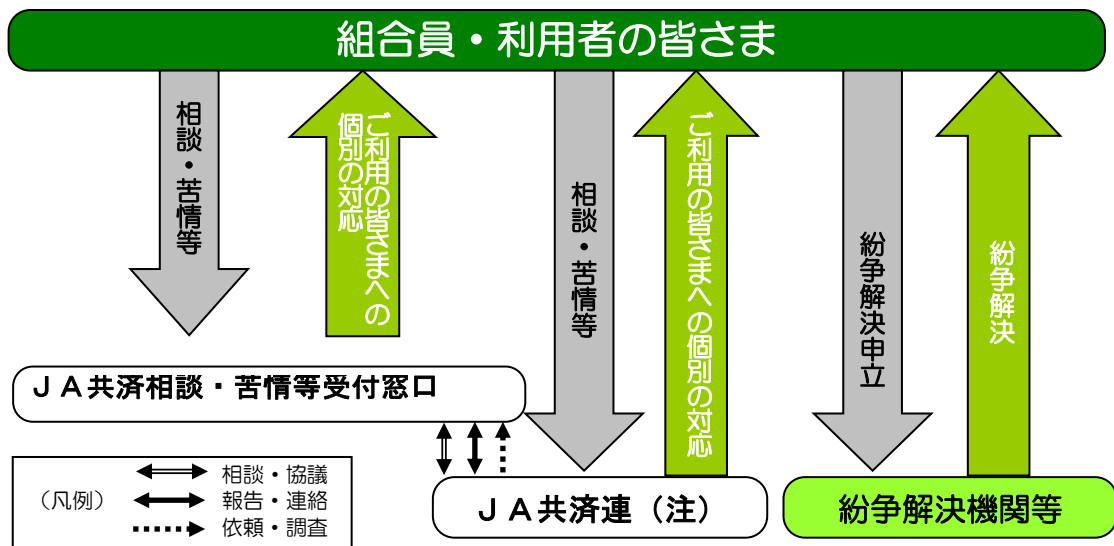 組合員・利用者の皆さま
相談・苦情等
ご利用の皆さまへの
個別の対応
相談・苦情等
ご利用の皆さまへの個別の対応
紛争解決申立
紛争解決
ＪＡ共済相談・苦情等受付窓口
ＪＡ共済連（注）
紛争解決機関等
（凡例）
相談・協議
報告・連絡
依頼・調査